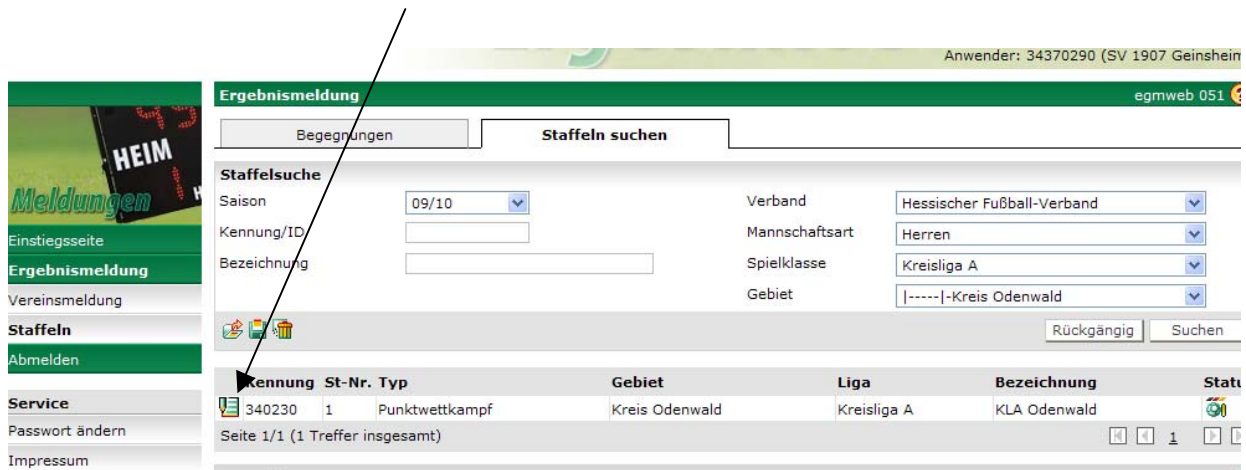 Anwender: 34370290 (SV 1907 Geinsheim
Ergebnismeldung egmweb 051 ?
Begegnungen Staffeln suchen
HEIM
Meldungen
Einstiegsseite
Ergebnismeldung
Vereinsmeldung
Staffeln
Abmelden
Service
Passwort ändern
Impressum
Staffelsuche
Saison 09/10 Verband Hessischer Fußball-Verband
Kennung/ID Mannschaftsart Herren
Bezeichnung Spielklasse Kreisliga A
Gebiet |-----|-Kreis Odenwald
Rückgängig Suchen
Kennung St-Nr. Typ Gebiet Liga Bezeichnung Statu
340230 1 Punktwettkampf Kreis Odenwald Kreisliga A KLA Odenwald
Seite 1/1 (1 Treffer insgesamt) 1